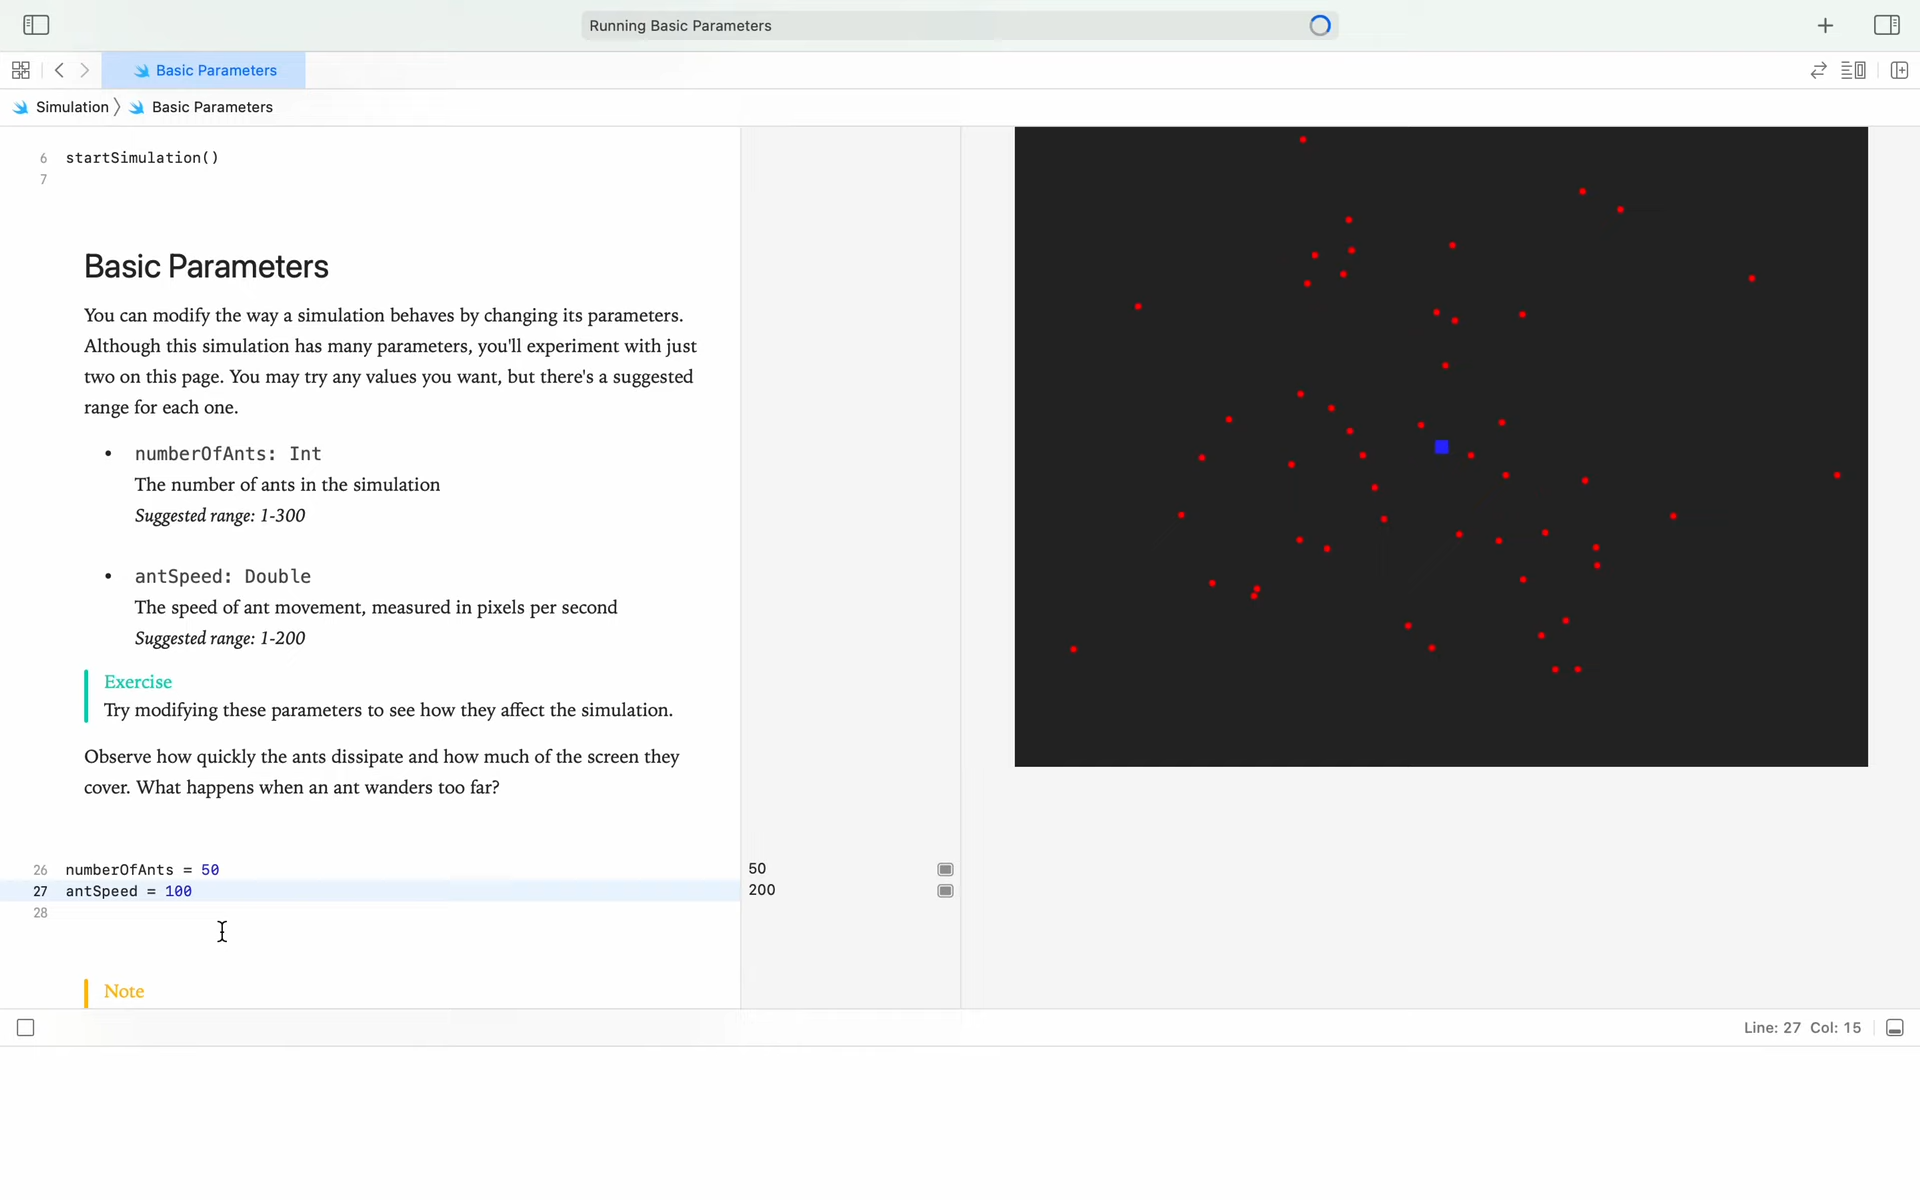 Running Basic Parameters
Basic Parameters
Simulation
Basic Parameters
6 startSimulation()
7
Basic Parameters
You can modify the way a simulation behaves by changing its parameters.
Although this simulation has many parameters, you'll experiment with just
two on this page. You may try any values you want, but there's a suggested
range for each one.
• numberOfAnts: Int
The number of ants in the simulation
Suggested range: 1-300
• antSpeed: Double
The speed of ant movement, measured in pixels per second
Suggested range: 1-200
Exercise
Try modifying these parameters to see how they affect the simulation.
Observe how quickly the ants dissipate and how much of the screen they
cover. What happens when an ant wanders too far?
26 numberOfAnts = 50 50
27 antSpeed = 100 200
28
Note
Line: 27 Col: 15